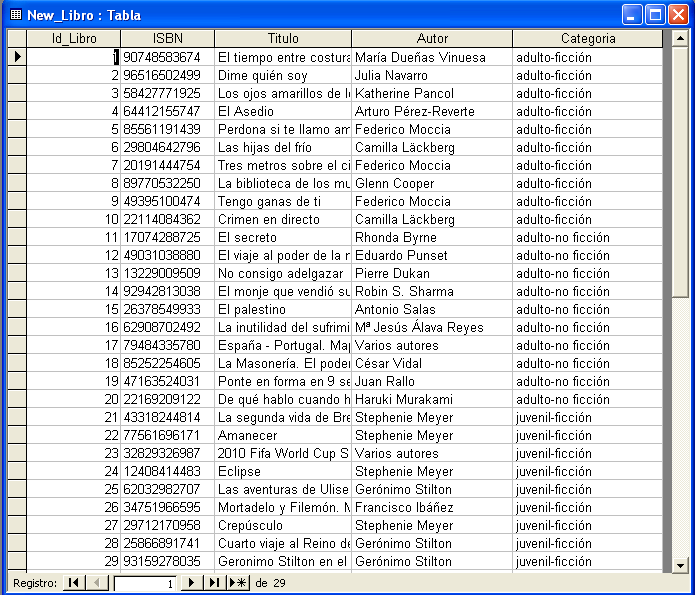 New_Libro : Tabla
Id_Libro ISBN Titulo Autor Categoria
1 90748583674 El tiempo entre costura María Dueñas Vinuesa adulto-ficción
2 96516502499 Dime quién soy Julia Navarro adulto-ficción
3 58427771925 Los ojos amarillos de lo Katherine Pancol adulto-ficción
4 64412155747 El Asedio Arturo Pérez-Reverte adulto-ficción
5 85561191439 Perdona si te llamo am Federico Moccia adulto-ficción
6 29804642796 Las hijas del frío Camilla Läckberg adulto-ficción
7 20191444754 Tres metros sobre el ci Federico Moccia adulto-ficción
8 89770532250 La biblioteca de los mu Glenn Cooper adulto-ficción
9 49395100474 Tengo ganas de ti Federico Moccia adulto-ficción
10 22114084362 Crimen en directo Camilla Läckberg adulto-ficción
11 17074288725 El secreto Rhonda Byrne adulto-no ficción
12 49031038880 El viaje al poder de la m Eduardo Punset adulto-no ficción
13 13229009509 No consigo adelgazar Pierre Dukan adulto-no ficción
14 92942813038 El monje que vendió su Robin S. Sharma adulto-no ficción
15 26378549933 El palestino Antonio Salas adulto-no ficción
16 62908702492 La inutilidad del sufrimi Mª Jesús Álava Reyes adulto-no ficción
17 79484335780 España - Portugal. Map Varios autores adulto-no ficción
18 85252254605 La Masonería. El poder César Vidal adulto-no ficción
19 47163524031 Ponte en forma en 9 se Juan Rallo adulto-no ficción
20 22169209122 De qué hablo cuando h Haruki Murakami adulto-no ficción
21 43318244814 La segunda vida de Bre Stephenie Meyer juvenil-ficción
22 77561696171 Amanecer Stephenie Meyer juvenil-ficción
23 32829326987 2010 Fifa World Cup S Varios autores juvenil-ficción
24 12408414483 Eclipse Stephenie Meyer juvenil-ficción
25 62032982707 Las aventuras de Ulise Gerónimo Stilton juvenil-ficción
26 34751966595 Mortadelo y Filemón. M Francisco Ibáñez juvenil-ficción
27 29712170958 Crepúsculo Stephenie Meyer juvenil-ficción
28 25866891741 Cuarto viaje al Reino de Gerónimo Stilton juvenil-ficción
29 93159278035 Geronimo Stilton en el Gerónimo Stilton juvenil-ficción
Registro: 1 de 29